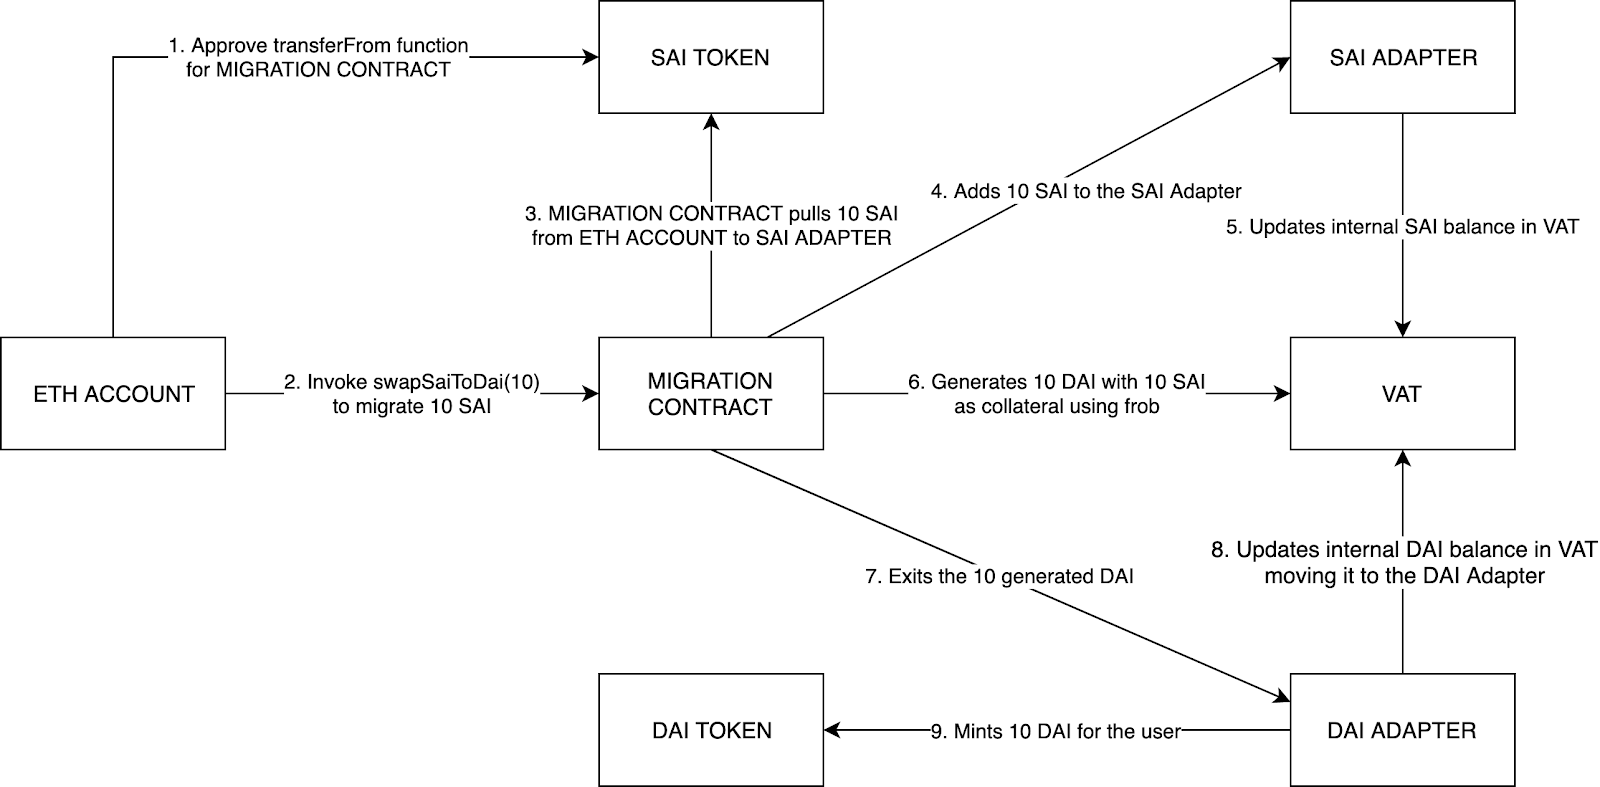 1. Approve transferFrom function
for MIGRATION CONTRACT
SAI TOKEN
SAI ADAPTER
4. Adds 10 SAI to the SAI Adapter
3. MIGRATION CONTRACT pulls 10 SAI
from ETH ACCOUNT to SAI ADAPTER
5. Updates internal SAI balance in VAT
ETH ACCOUNT
2. Invoke swapSaiToDai(10)
to migrate 10 SAI
MIGRATION
CONTRACT
6. Generates 10 DAI with 10 SAI
as collateral using frob
VAT
7. Exits the 10 generated DAI
8. Updates internal DAI balance in VAT
moving it to the DAI Adapter
DAI TOKEN
9. Mints 10 DAI for the user
DAI ADAPTER